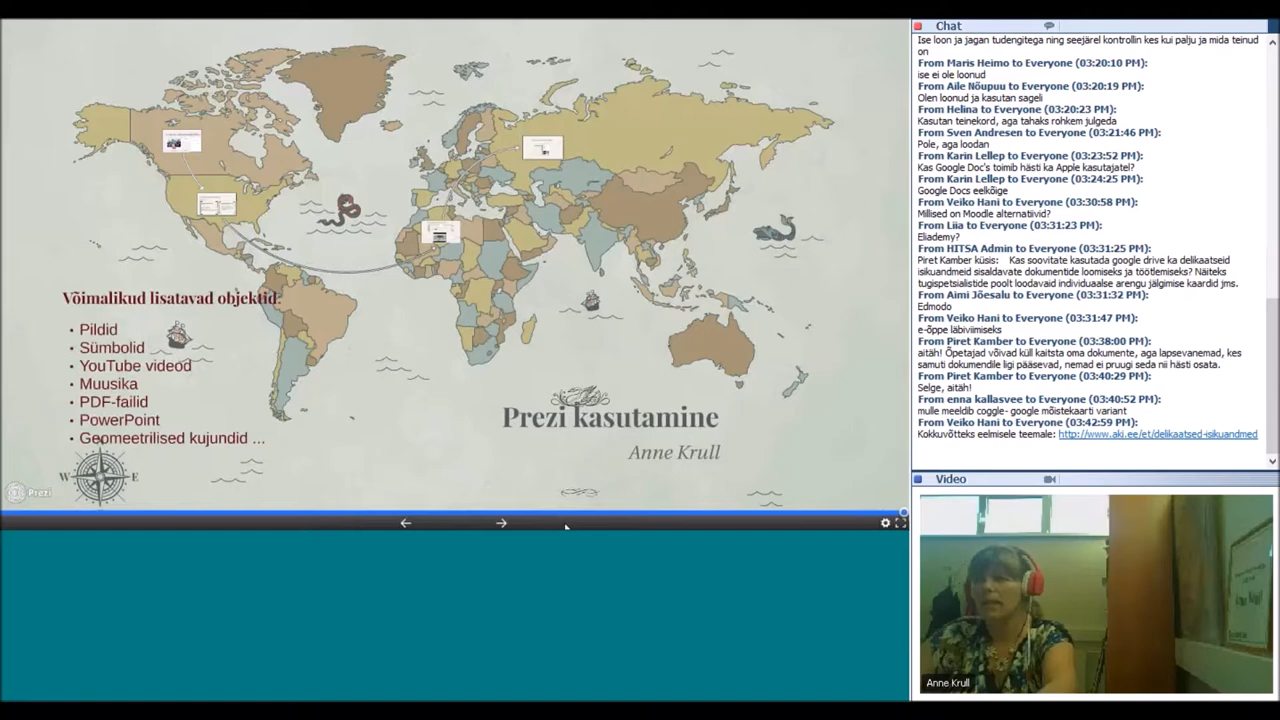 Võimalikud lisatavad objektid:
• Pildid
• Sümbolid
• YouTube videod
• Muusika
• PDF-failid
• PowerPoint
• Geomeetrilised kujundid ...
W E
Prezi
Prezi kasutamine
Anne Krull
Chat
Ise loon ja jagan tudengitega ning seejärel kontrollin kes kui palju ja mida teinud
on
From Maris Heimo to Everyone (03:20:10 PM):
ise ei ole loonud
From Aile Nõupuu to Everyone (03:20:19 PM):
Olen loonud ja kasutan sageli
From Helina to Everyone (03:20:23 PM):
Kasutan teinekord, aga tahaks rohkem julgeda
From Sven Andresen to Everyone (03:21:46 PM):
Pole, aga loodan
From Karin Lellep to Everyone (03:23:52 PM):
Kas Google Doc's toimib hästi ka Apple kasutajatel?
From Karin Lellep to Everyone (03:24:25 PM):
Google Docs eelkõige
From Veiko Hani to Everyone (03:30:58 PM):
Millised on Moodle alternatiivid?
From Liia to Everyone (03:31:23 PM):
Eliademy?
From HITSA Admin to Everyone (03:31:25 PM):
Piret Kamber küsis: Kas soovitate kasutada google drive ka delikaatseid
isikuandmeid sisaldavate dokumentide loomiseks ja töötlemiseks? Näiteks
tugispetsialistide poolt loodavaid individuaalse arengu jälgimise kaardid jms.
From Aimi Jõesalu to Everyone (03:31:32 PM):
Edmodo
From Veiko Hani to Everyone (03:31:47 PM):
e-õppe läbiviimiseks
From Piret Kamber to Everyone (03:38:00 PM):
aitäh! Õpetajad võivad küll kaitsta oma dokumente, aga lapsevanemad, kes
samuti dokumendile ligi pääsevad, nemad ei pruugi seda nii hästi osata.
From Piret Kamber to Everyone (03:40:29 PM):
Selge, aitäh!
From enna kallasvee to Everyone (03:40:52 PM):
mulle meeldib coggle- google mõistekaarti variant
From Veiko Hani to Everyone (03:42:59 PM):
Kokkuvõtteks eelmisele teemale: http://www.aki.ee/et/delikaatsed-isikuandmed
Video
Anne Krull